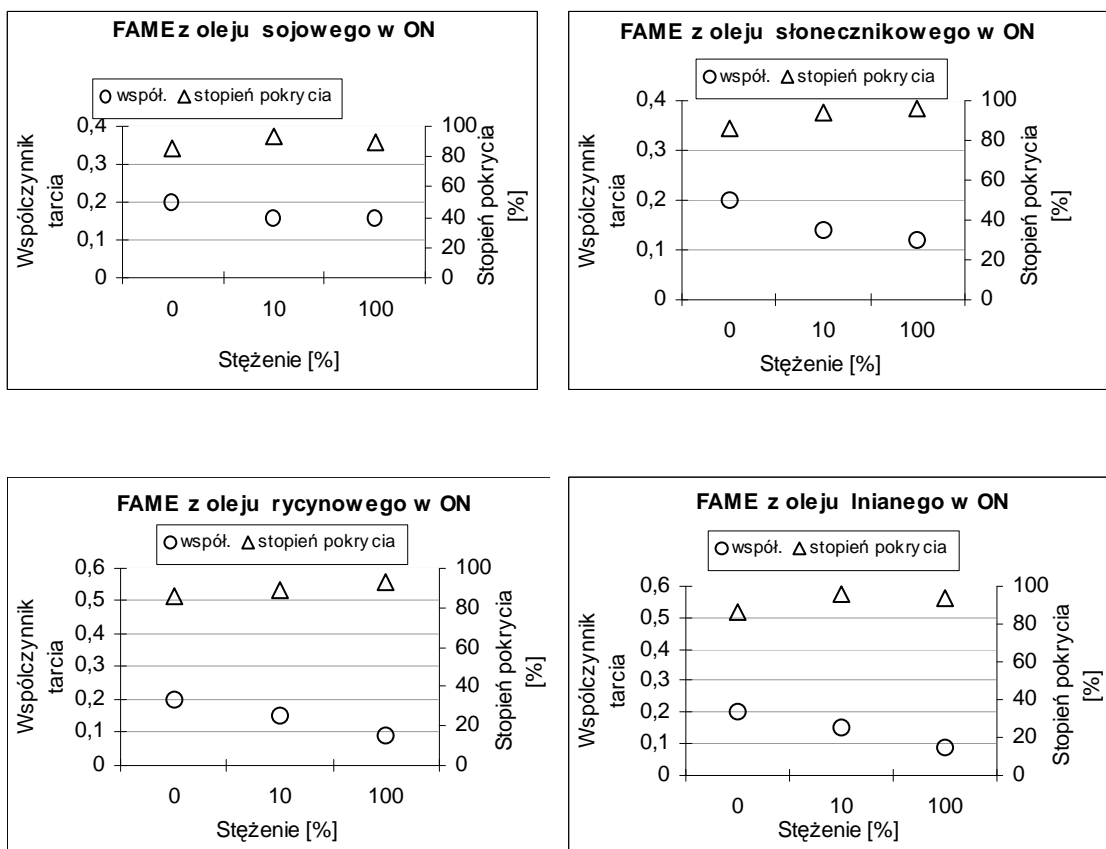 FAME z oleju sojowego w ON
współ. stopień pokrycia
Współczynnik
tarcia
0,4
0,3
0,2
0,1
0
100
80
60
40
20
0
Stopień pokrycia
[%]
0 10 100
Stężenie [%]
FAME z oleju słonecznikowego w ON
współ. stopień pokrycia
Współczynnik
tarcia
0,4
0,3
0,2
0,1
0
100
80
60
40
20
0
Stopień pokrycia
[%]
0 10 100
Stężenie [%]
FAME z oleju rycynowego w ON
współ. stopień pokrycia
Współczynnik
tarcia
0,6
0,5
0,4
0,3
0,2
0,1
0
100
80
60
40
20
0
Stopień pokrycia
[%]
0 10 100
Stężenie [%]
FAME z oleju lnianego w ON
współ. stopień pokrycia
Współczynnik
tarcia
0,6
0,5
0,4
0,3
0,2
0,1
0
100
80
60
40
20
0
Stopień pokrycia
[%]
0 10 100
Stężenie [%]